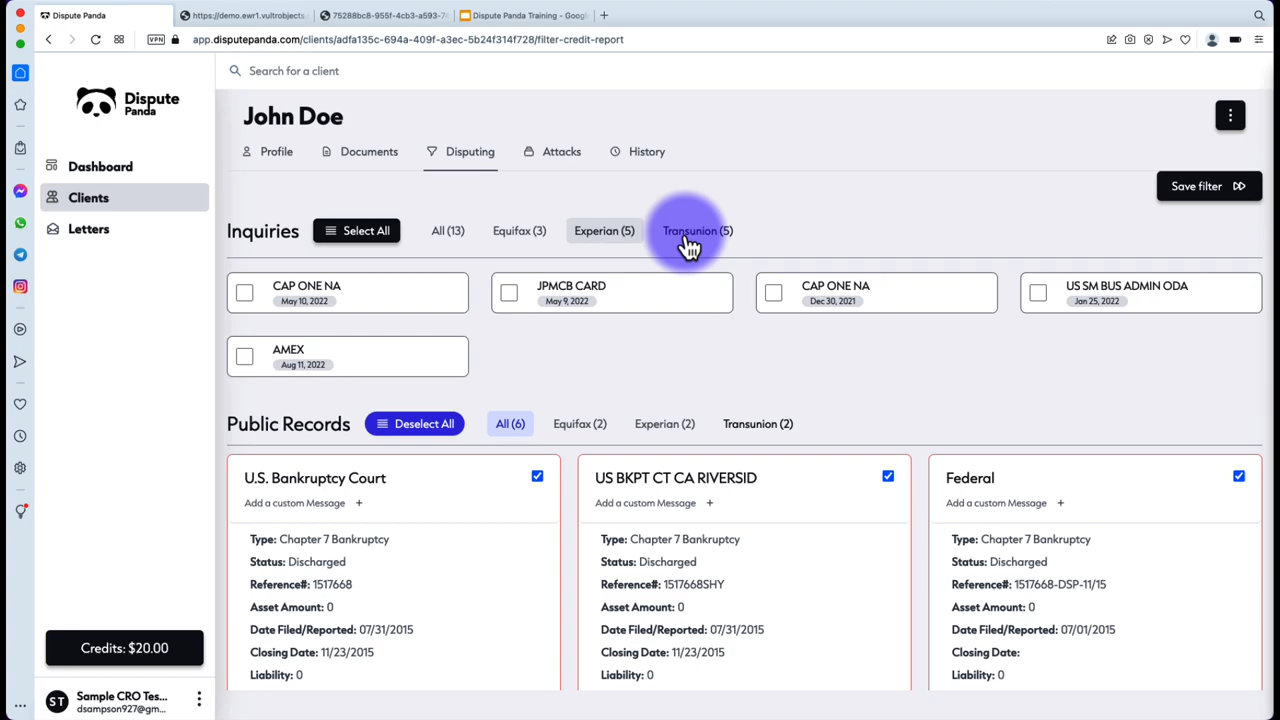 Dispute Panda
https://demo.ewr1.vultrobjects.
75288bc8-955f-4cb3-a593-7
Dispute Panda Training - Goog
VPN
app.disputepanda.com/clients/adfa135c-694a-409f-a3ec-5b24f314f728/filter-credit-report
Dispute
Panda
Search for a client
John Doe
Profile
Documents
Disputing
Attacks
History
Dashboard
Clients
Letters
Save filter
Inquiries
Select All
All (13)
Equifax (3)
Experian (5)
Transunion (5)
CAP ONE NA
May 10, 2022
JPMCB CARD
May 9, 2022
CAP ONE NA
Dec 30, 2021
US SM BUS ADMIN ODA
Jan 25, 2022
AMEX
Aug 11, 2022
Public Records
Deselect All
All (6)
Equifax (2)
Experian (2)
Transunion (2)
U.S. Bankruptcy Court
Add a custom Message +
Type: Chapter 7 Bankruptcy
Status: Discharged
Reference#: 1517668
Asset Amount: 0
Date Filed/Reported: 07/31/2015
Closing Date: 11/23/2015
Liability: 0
US BKPT CT CA RIVERSID
Add a custom Message +
Type: Chapter 7 Bankruptcy
Status: Discharged
Reference#: 1517668SHY
Asset Amount: 0
Date Filed/Reported: 07/31/2015
Closing Date: 11/23/2015
Liability: 0
Federal
Add a custom Message +
Type: Chapter 7 Bankruptcy
Status: Discharged
Reference#: 1517668-DSP-11/15
Asset Amount: 0
Date Filed/Reported: 07/01/2015
Closing Date:
Liability: 0
Credits: $20.00
ST
Sample CRO Tes...
dsampson927@gm...